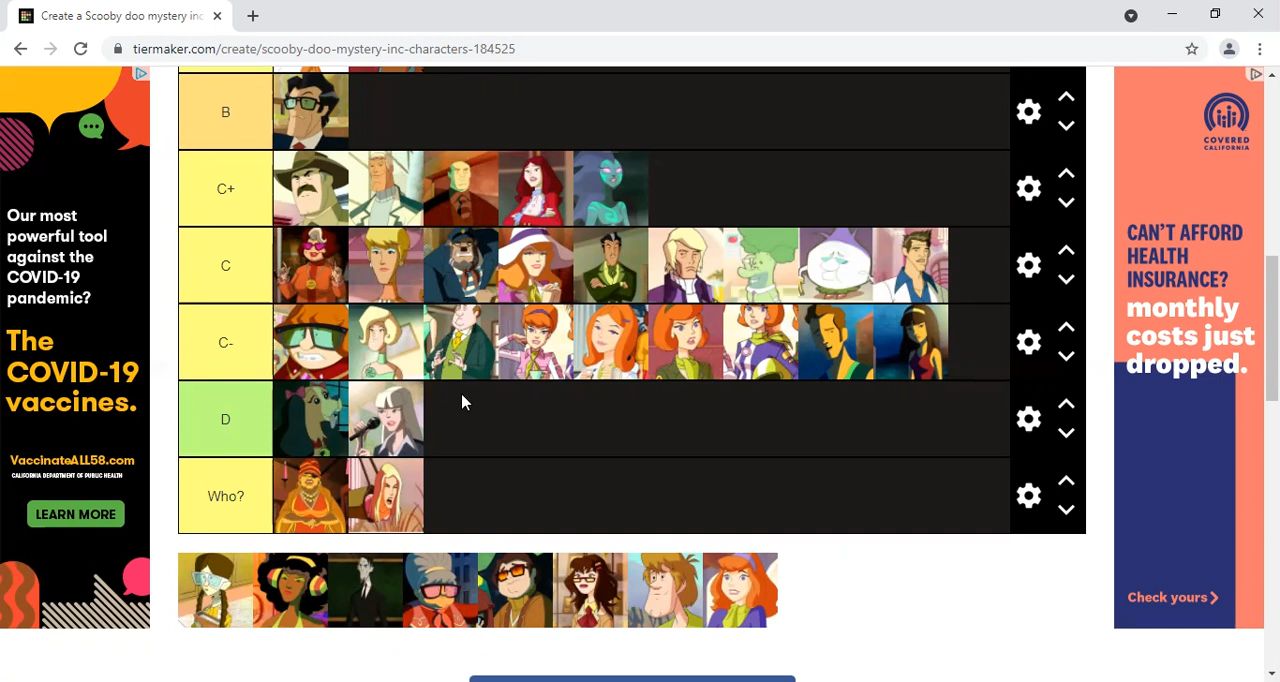 Create a Scooby doo mystery inc
tiermaker.com/create/scooby-doo-mystery-inc-characters-184525
Our most
powerful tool
against the
COVID-19
pandemic?
The
COVID-19
vaccines.
VaccinateALL58.com
CALIFORNIA DEPARTMENT OF PUBLIC HEALTH
LEARN MORE
B
C+
C
C-
D
Who?
COVERED
CALIFORNIA
CAN'T AFFORD
HEALTH
INSURANCE?
monthly
costs just
dropped.
Check yours